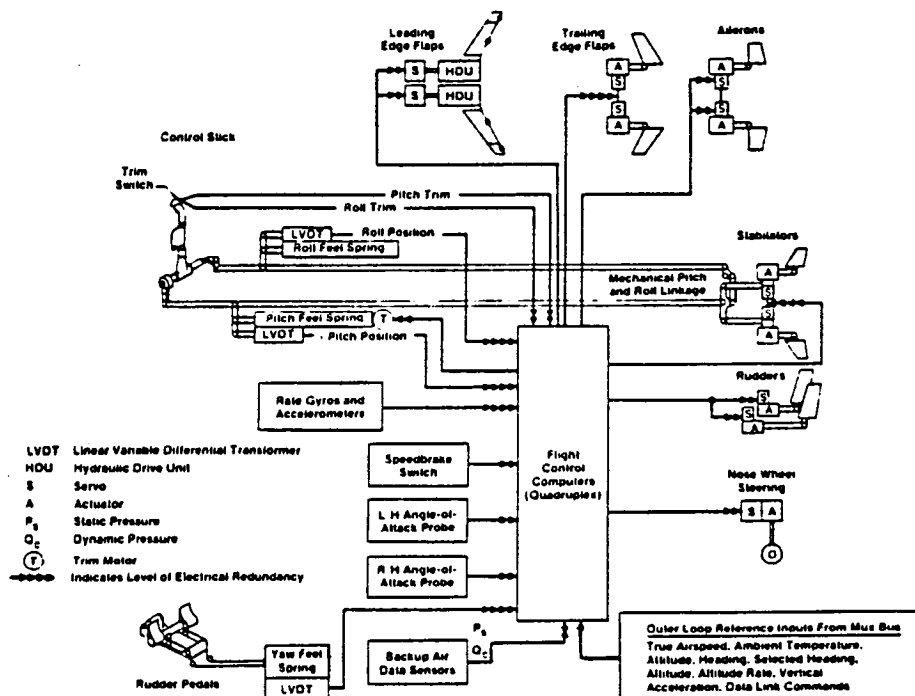 Leading
Edge Flaps
S
HDU
S
HDU
Trailing
Edge Flaps
A
S
S
A
Ailerons
A
S
S
A
Control Stick
Trim
Switch
Pitch Trim
Roll Trim
LVDT
Roll Position
Roll Feel Spring
Mechanical Pitch
and Roll Linkage
Stabilators
A
S
S
A
Pitch Feel Spring
T
LVDT
Pitch Position
Rate Gyros and
Accelerometers
Rudders
S
A
S
A
LVDT Linear Variable Differential Transformer
HDU Hydraulic Drive Unit
S Servo
A Actuator
Ps Static Pressure
Qc Dynamic Pressure
T Trim Motor
Indicates Level of Electrical Redundancy
Speedbrake
Switch
L H Angle-of-
Attack Probe
R H Angle-of-
Attack Probe
Flight
Control
Computers
(Quadruplex)
Nose Wheel
Steering
S A
Rudder Pedals
Yaw Feel
Spring
LVDT
Backup Air
Data Sensors
Ps
Qc
Outer Loop Reference Inputs From Mux Bus
True Airspeed, Ambient Temperature,
Altitude, Heading, Selected Heading,
Altitude, Altitude Rate, Vertical
Acceleration, Data Link Commands